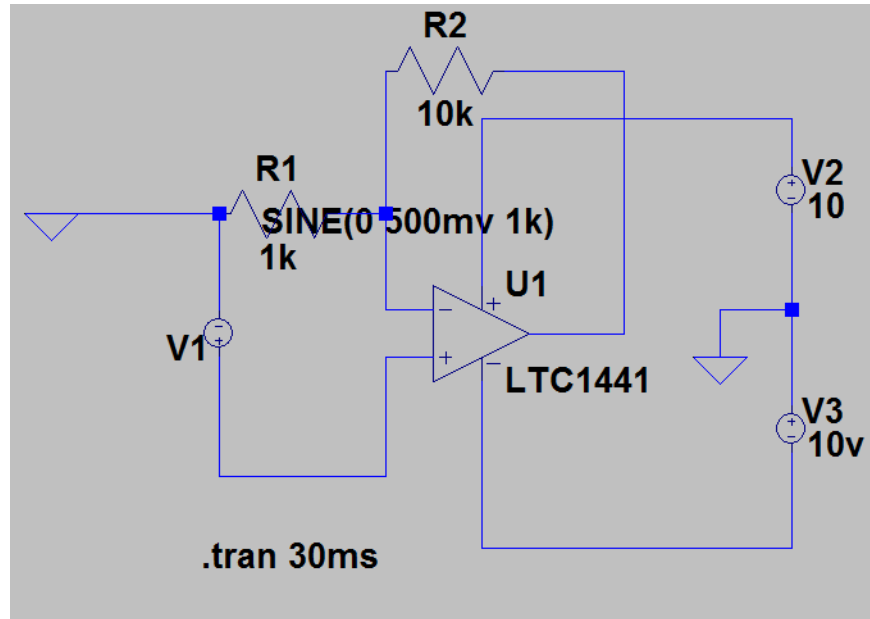 R2
10k
R1
SINE(0 500mv 1k)
1k
V2
10
U1
V1
LTC1441
V3
10v
.tran 30ms